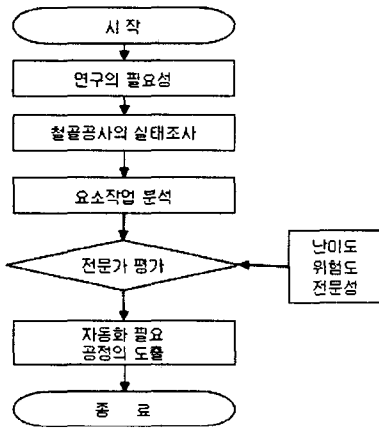 시 작
연구의 필요성
철골공사의 실태조사
요소작업 분석
전문가 평가
난이도
위험도
전문성
자동화 필요
공정의 도출
종 료